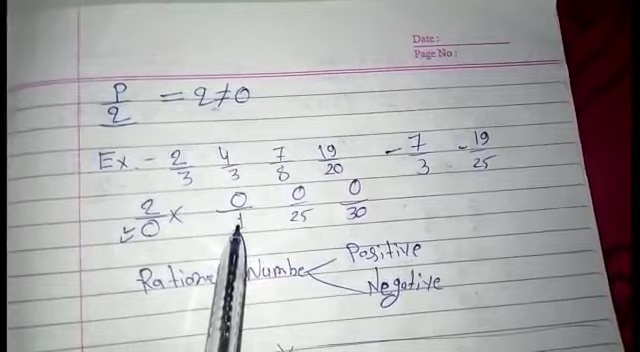 Date :
Page No :
P/q = q ≠ 0
Ex. - 2/3 4/3 7/8 19/20 - 7/3 - 19/25
2/0 × 0/1 0/25 0/30
Numbe Positive
Negative